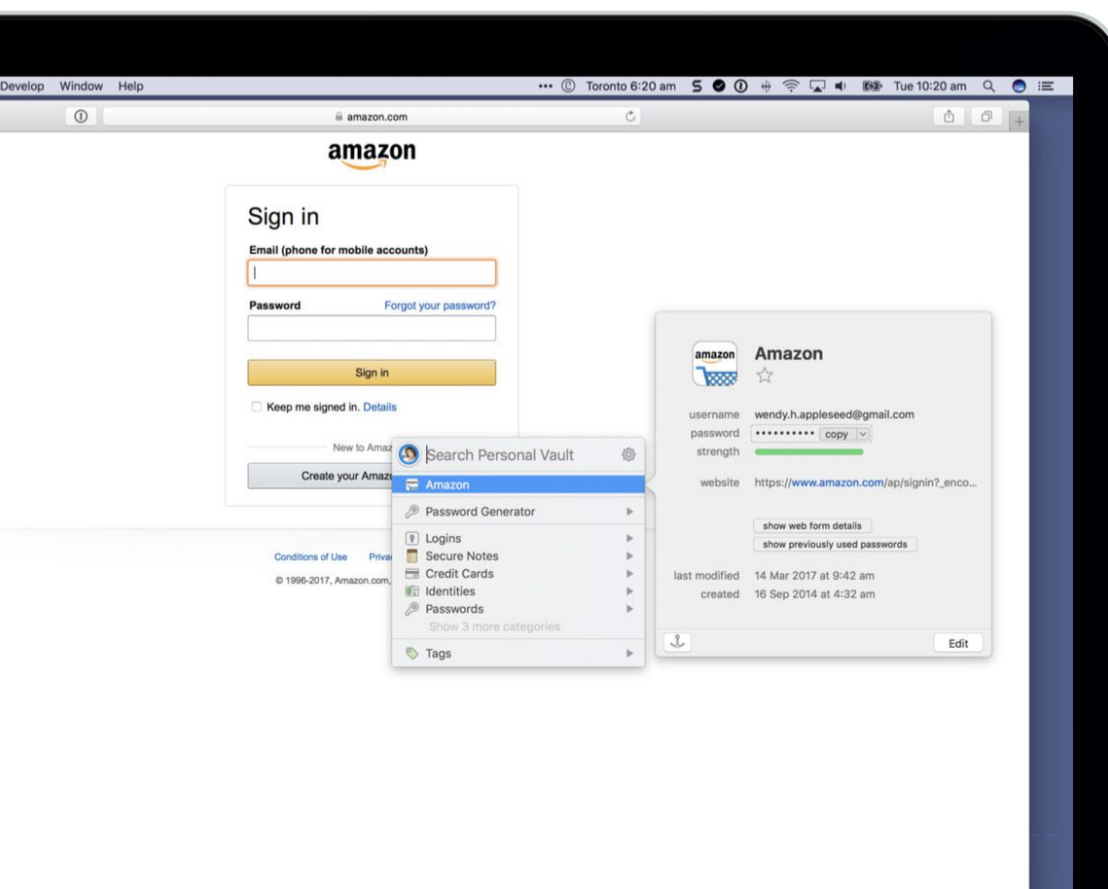 Develop Window Help
••• Toronto 6:20 am Tue 10:20 am
amazon.com
amazon
Sign in
Email (phone for mobile accounts)
Password Forgot your password?
Sign in
Keep me signed in. Details
New to Amaz
Create your Amazo
Conditions of Use Priva
© 1996-2017, Amazon.com,
Search Personal Vault
Amazon
Password Generator
Logins
Secure Notes
Credit Cards
Identities
Passwords
Show 3 more categories
Tags
amazon
Amazon
username wendy.h.appleseed@gmail.com
password •••••••••• copy
strength
website https://www.amazon.com/ap/signin?_enco...
show web form details
show previously used passwords
last modified 14 Mar 2017 at 9:42 am
created 16 Sep 2014 at 4:32 am
Edit